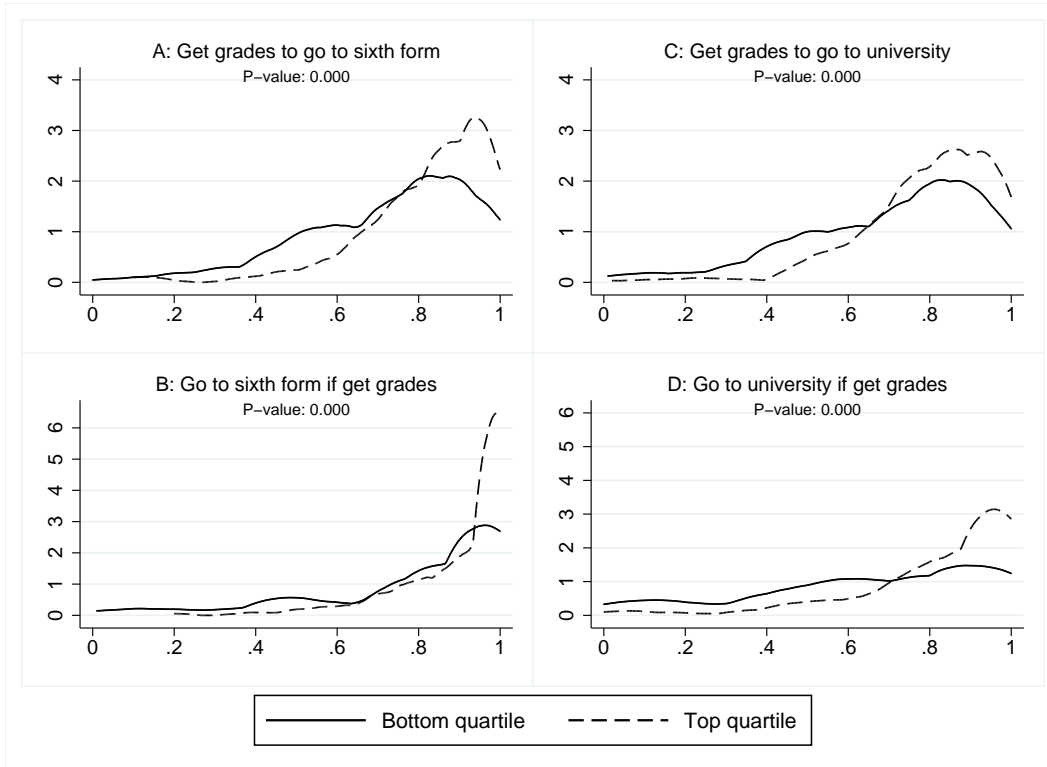 A: Get grades to go to sixth form
P−value: 0.000
4
3
2
1
0
0 .2 .4 .6 .8 1
C: Get grades to go to university
P−value: 0.000
4
3
2
1
0
0 .2 .4 .6 .8 1
B: Go to sixth form if get grades
P−value: 0.000
6
5
4
3
2
1
0
0 .2 .4 .6 .8 1
D: Go to university if get grades
P−value: 0.000
6
5
4
3
2
1
0
0 .2 .4 .6 .8 1
Bottom quartile Top quartile